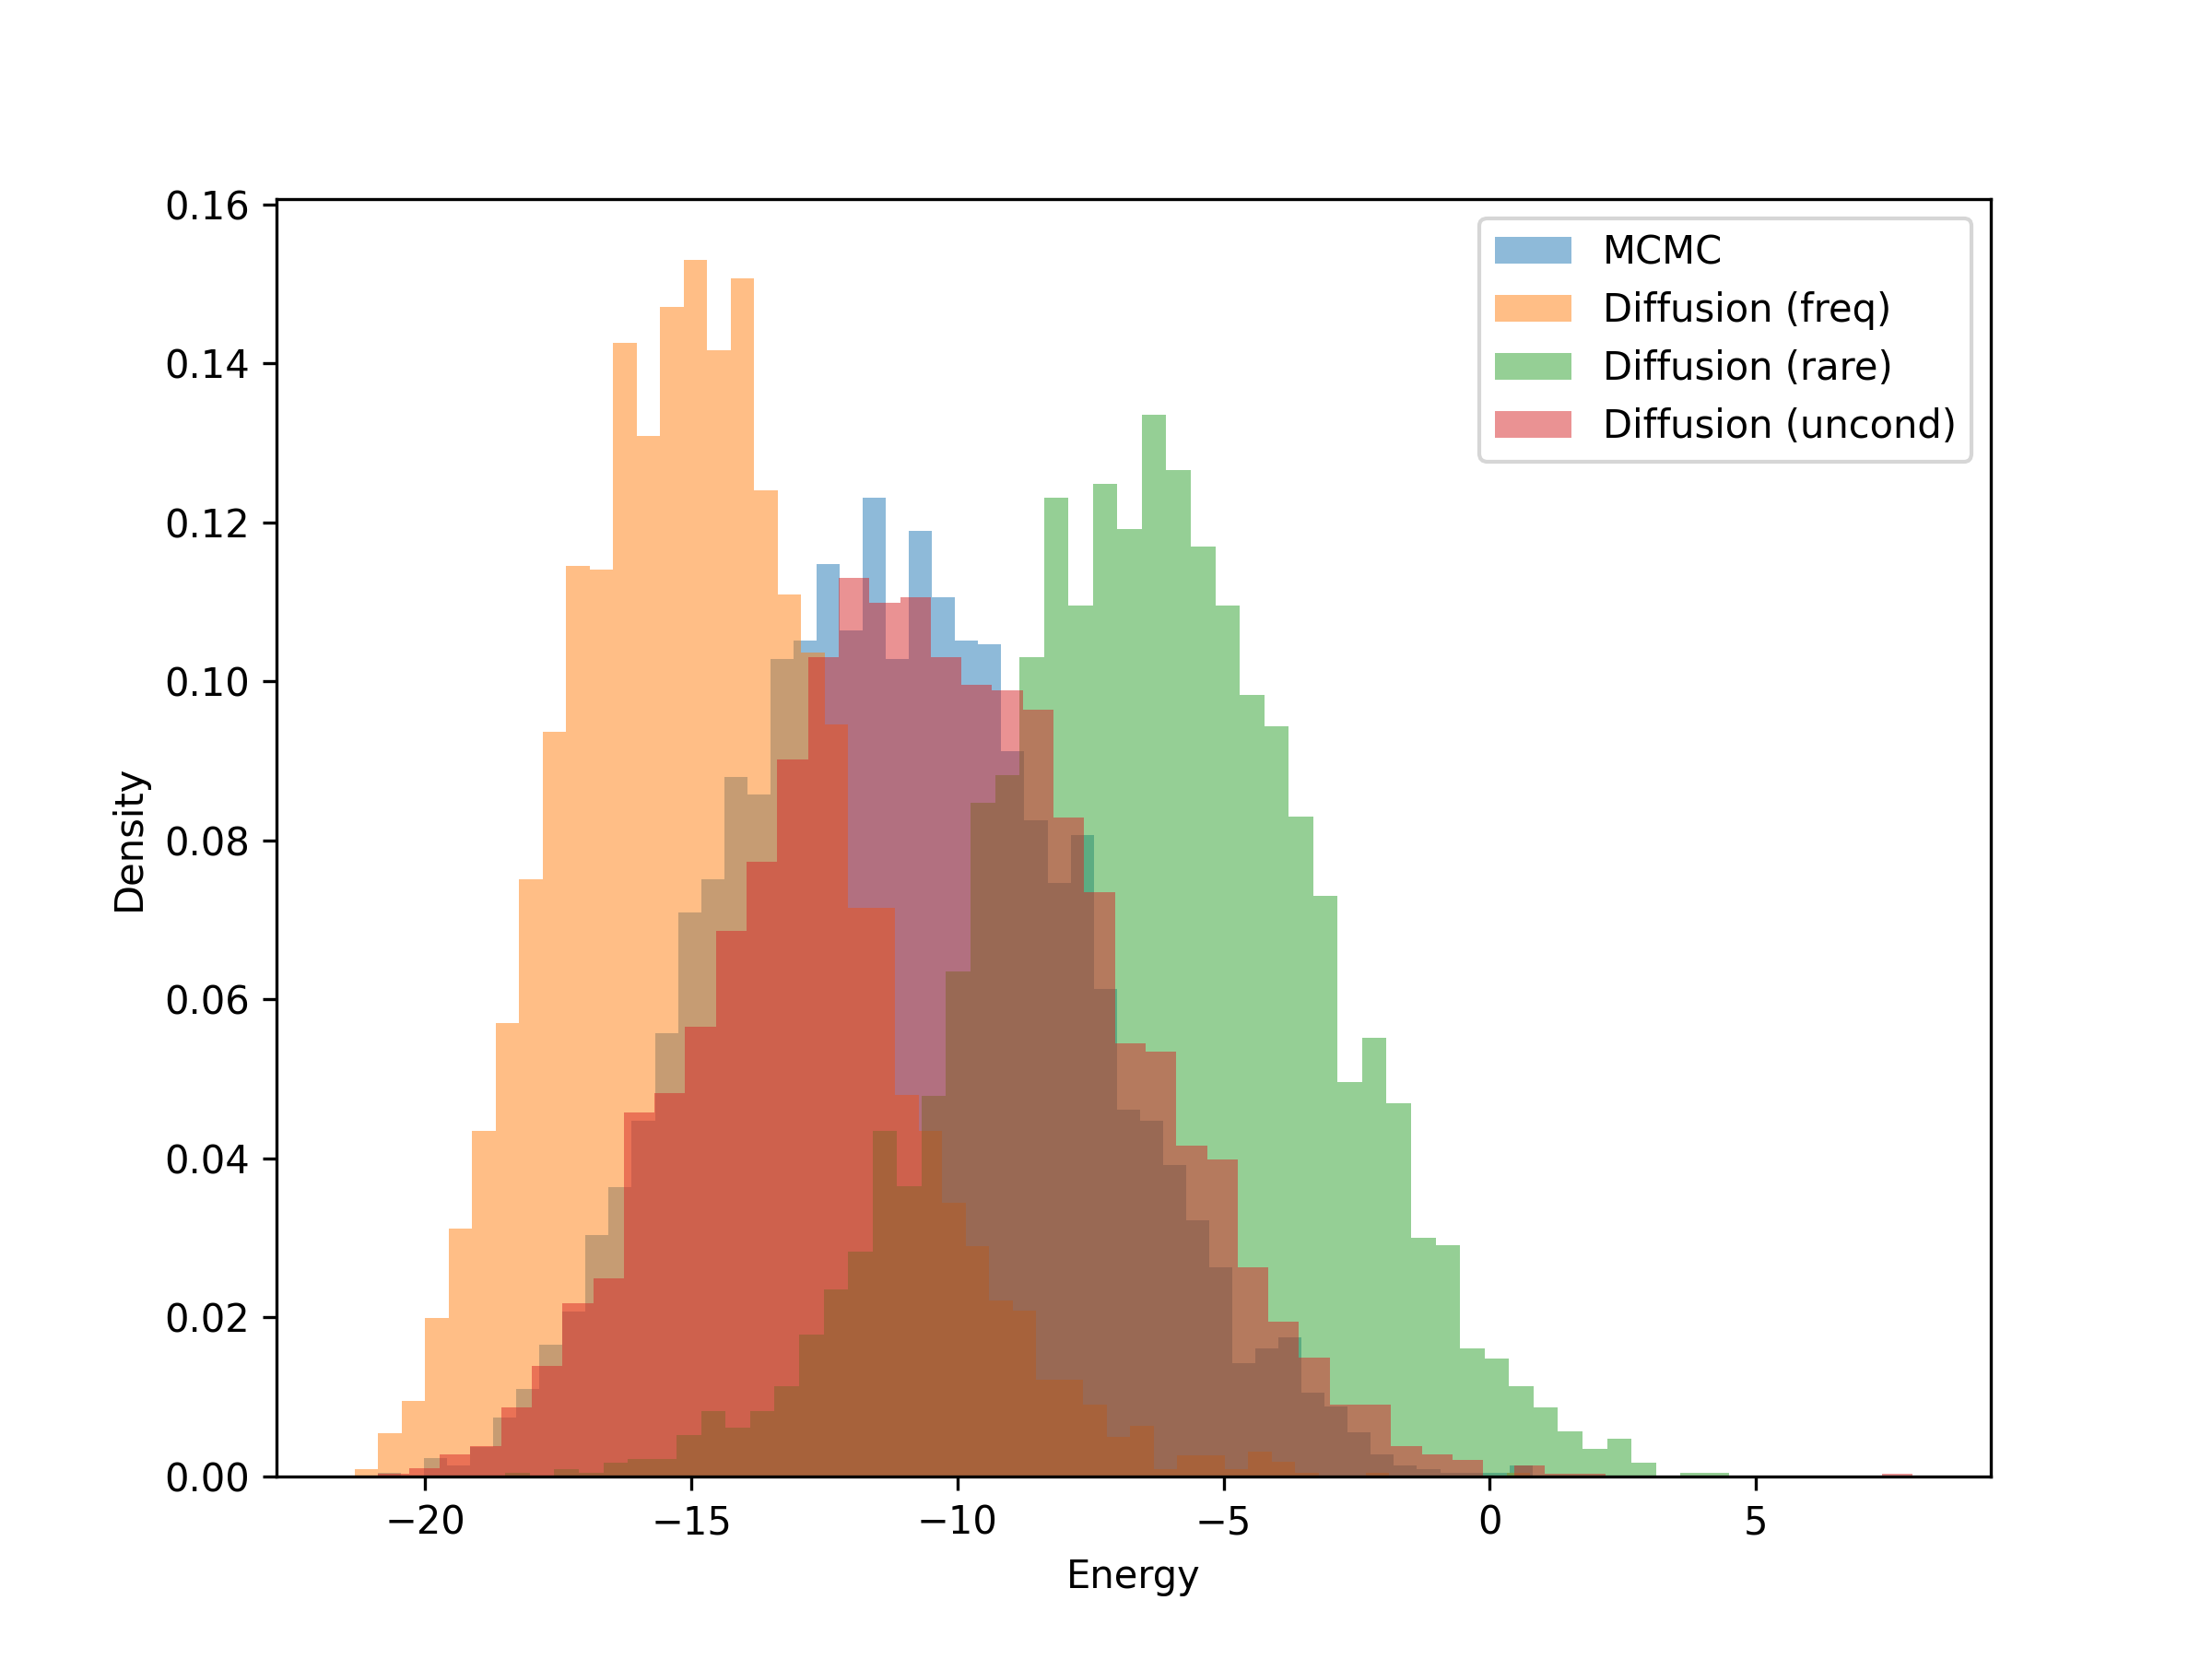 0.16
0.14
0.12
0.10
0.08
0.06
0.04
0.02
0.00
Density
MCMC
Diffusion (freq)
Diffusion (rare)
Diffusion (uncond)
−20 −15 −10 −5 0 5
Energy